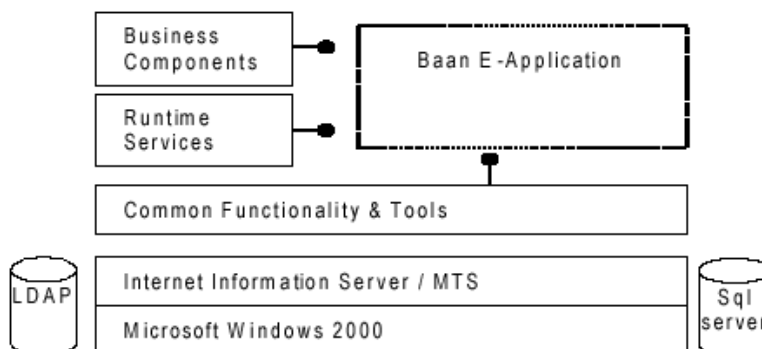 Business
Components
Baan E-Application
Runtime
Services
Common Functionality & Tools
LDAP
Internet Information Server / MTS
Sql
server
Microsoft Windows 2000